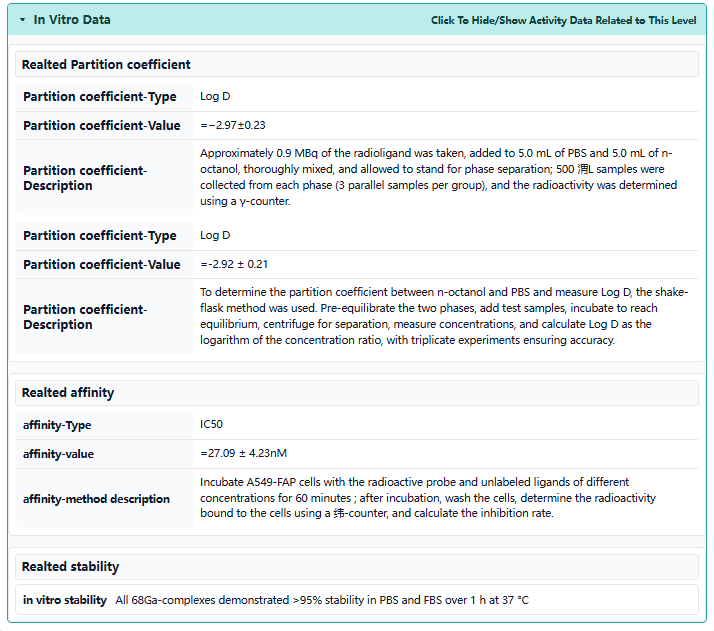 In Vitro Data
Click To Hide/Show Activity Data Related to This Level
Realted Partition coefficient
Partition coefficient-Type
Log D
Partition coefficient-Value
=−2.97±0.23
Partition coefficient-
Description
Approximately 0.9 MBq of the radioligand was taken, added to 5.0 mL of PBS and 5.0 mL of n-
octanol, thoroughly mixed, and allowed to stand for phase separation; 500 渭L samples were
collected from each phase (3 parallel samples per group), and the radioactivity was determined
using a γ-counter.
Partition coefficient-Type
Log D
Partition coefficient-Value
=-2.92 ± 0.21
Partition coefficient-
Description
To determine the partition coefficient between n-octanol and PBS and measure Log D, the shake-
flask method was used. Pre-equilibrate the two phases, add test samples, incubate to reach
equilibrium, centrifuge for separation, measure concentrations, and calculate Log D as the
logarithm of the concentration ratio, with triplicate experiments ensuring accuracy.
Realted affinity
affinity-Type
IC50
affinity-value
=27.09 ± 4.23nM
affinity-method description
Incubate A549-FAP cells with the radioactive probe and unlabeled ligands of different
concentrations for 60 minutes ; after incubation, wash the cells, determine the radioactivity
bound to the cells using a 纬-counter, and calculate the inhibition rate.
Realted stability
in vitro stability
All 68Ga-complexes demonstrated >95% stability in PBS and FBS over 1 h at 37 °C